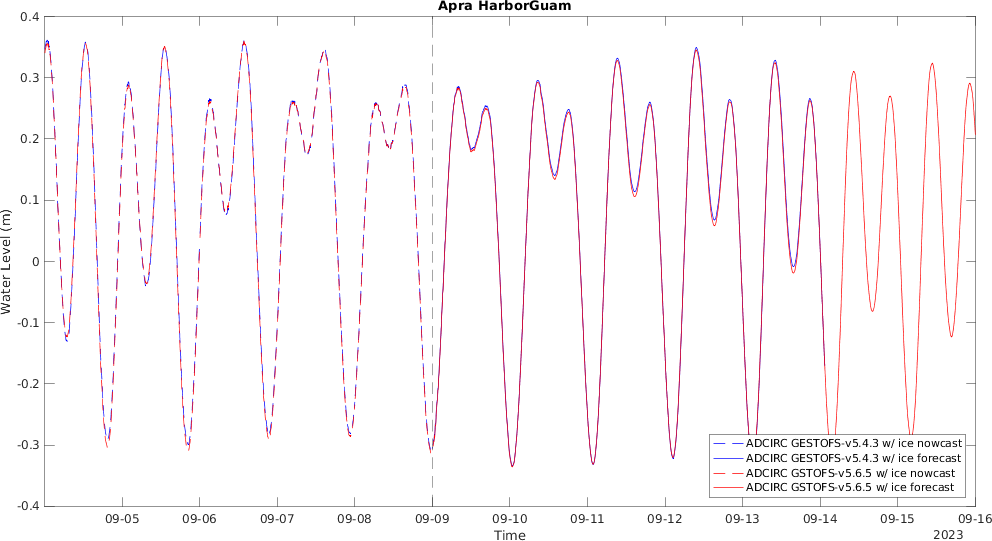 Apra HarborGuam
0.4
0.3
0.2
0.1
0
-0.1
-0.2
-0.3
-0.4
Water Level (m)
ADCIRC GESTOFS-v5.4.3 w/ ice nowcast
ADCIRC GESTOFS-v5.4.3 w/ ice forecast
ADCIRC GSTOFS-v5.6.5 w/ ice nowcast
ADCIRC GSTOFS-v5.6.5 w/ ice forecast
09-05 09-06 09-07 09-08 09-09 09-10 09-11 09-12 09-13 09-14 09-15 09-16
Time
2023